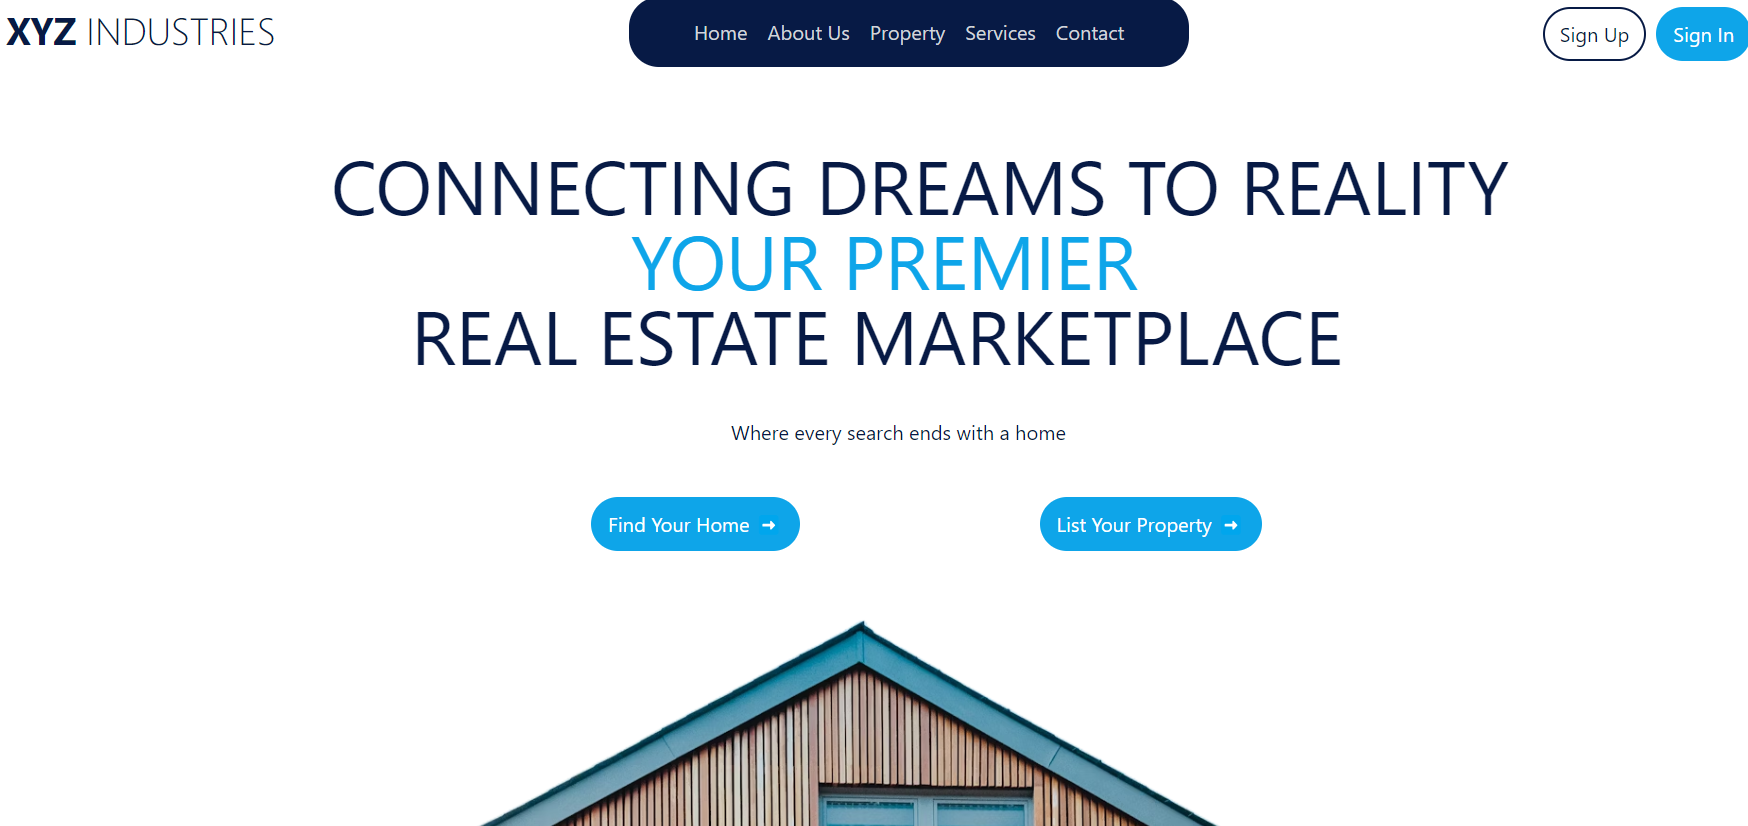 XYZ INDUSTRIES
Home About Us Property Services Contact
Sign Up Sign In
CONNECTING DREAMS TO REALITY
YOUR PREMIER
REAL ESTATE MARKETPLACE
Where every search ends with a home
Find Your Home ➞
List Your Property ➞